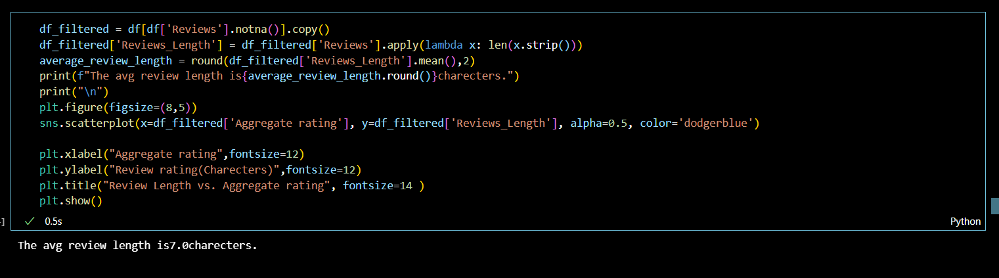 df_filtered = df[df['Reviews'].notna()].copy()
df_filtered['Reviews_Length'] = df_filtered['Reviews'].apply(lambda x: len(x.strip()))
average_review_length = round(df_filtered['Reviews_Length'].mean(),2)
print(f"The avg review length is{average_review_length.round()}charecters.")
print("\n")
plt.figure(figsize=(8,5))
sns.scatterplot(x=df_filtered['Aggregate rating'], y=df_filtered['Reviews_Length'], alpha=0.5, color='dodgerblue')
plt.xlabel("Aggregate rating",fontsize=12)
plt.ylabel("Review rating(Charecters)",fontsize=12)
plt.title("Review Length vs. Aggregate rating", fontsize=14 )
plt.show()
] ✓ 0.5s Python
The avg review length is7.0charecters.